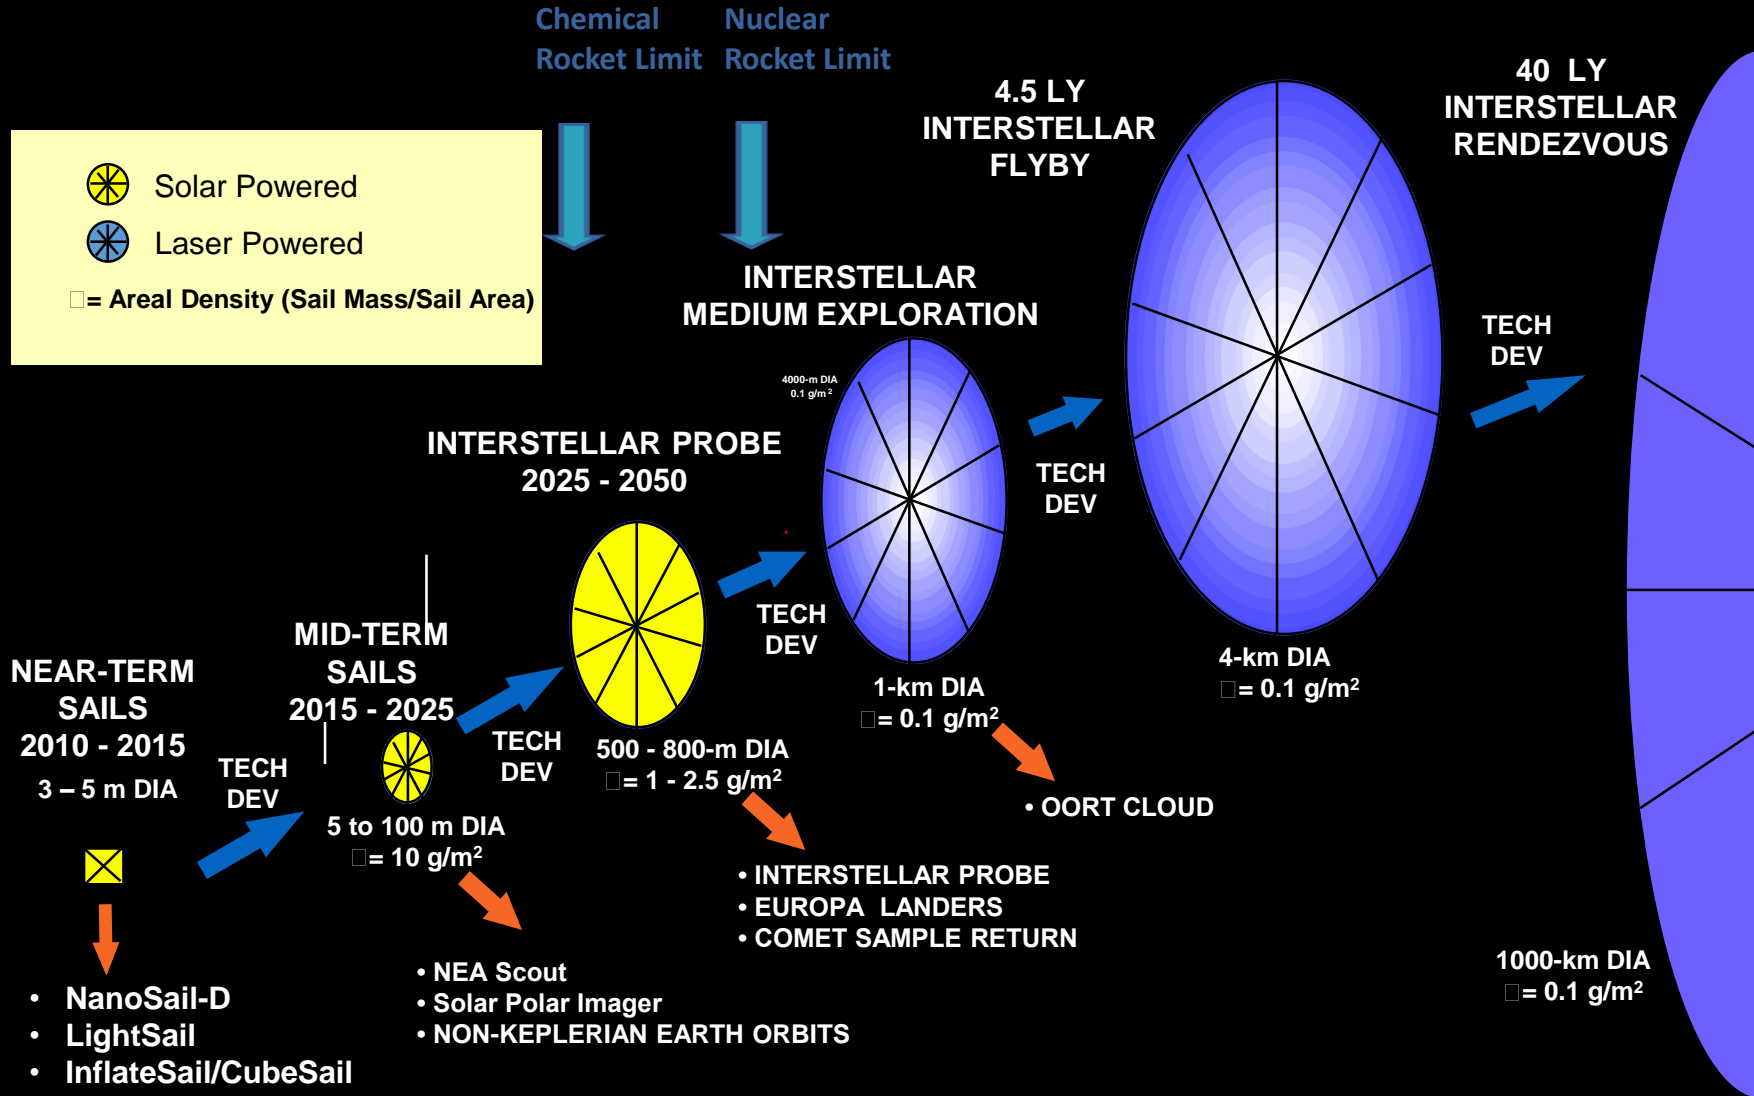 Chemical
Rocket Limit
Nuclear
Rocket Limit
Solar Powered
Laser Powered
□= Areal Density (Sail Mass/Sail Area)
NEAR-TERM
SAILS
2010 - 2015
3 – 5 m DIA
• NanoSail-D
• LightSail
• InflateSail/CubeSail
TECH
DEV
MID-TERM
SAILS
2015 - 2025
5 to 100 m DIA
□= 10 g/m²
• NEA Scout
• Solar Polar Imager
• NON-KEPLERIAN EARTH ORBITS
TECH
DEV
INTERSTELLAR PROBE
2025 - 2050
500 - 800-m DIA
□= 1 - 2.5 g/m²
• INTERSTELLAR PROBE
• EUROPA LANDERS
• COMET SAMPLE RETURN
TECH
DEV
INTERSTELLAR
MEDIUM EXPLORATION
4000-m DIA
0.1 g/m²
1-km DIA
□= 0.1 g/m²
• OORT CLOUD
TECH
DEV
4.5 LY
INTERSTELLAR
FLYBY
4-km DIA
□= 0.1 g/m²
TECH
DEV
40 LY
INTERSTELLAR
RENDEZVOUS
1000-km DIA
□= 0.1 g/m²